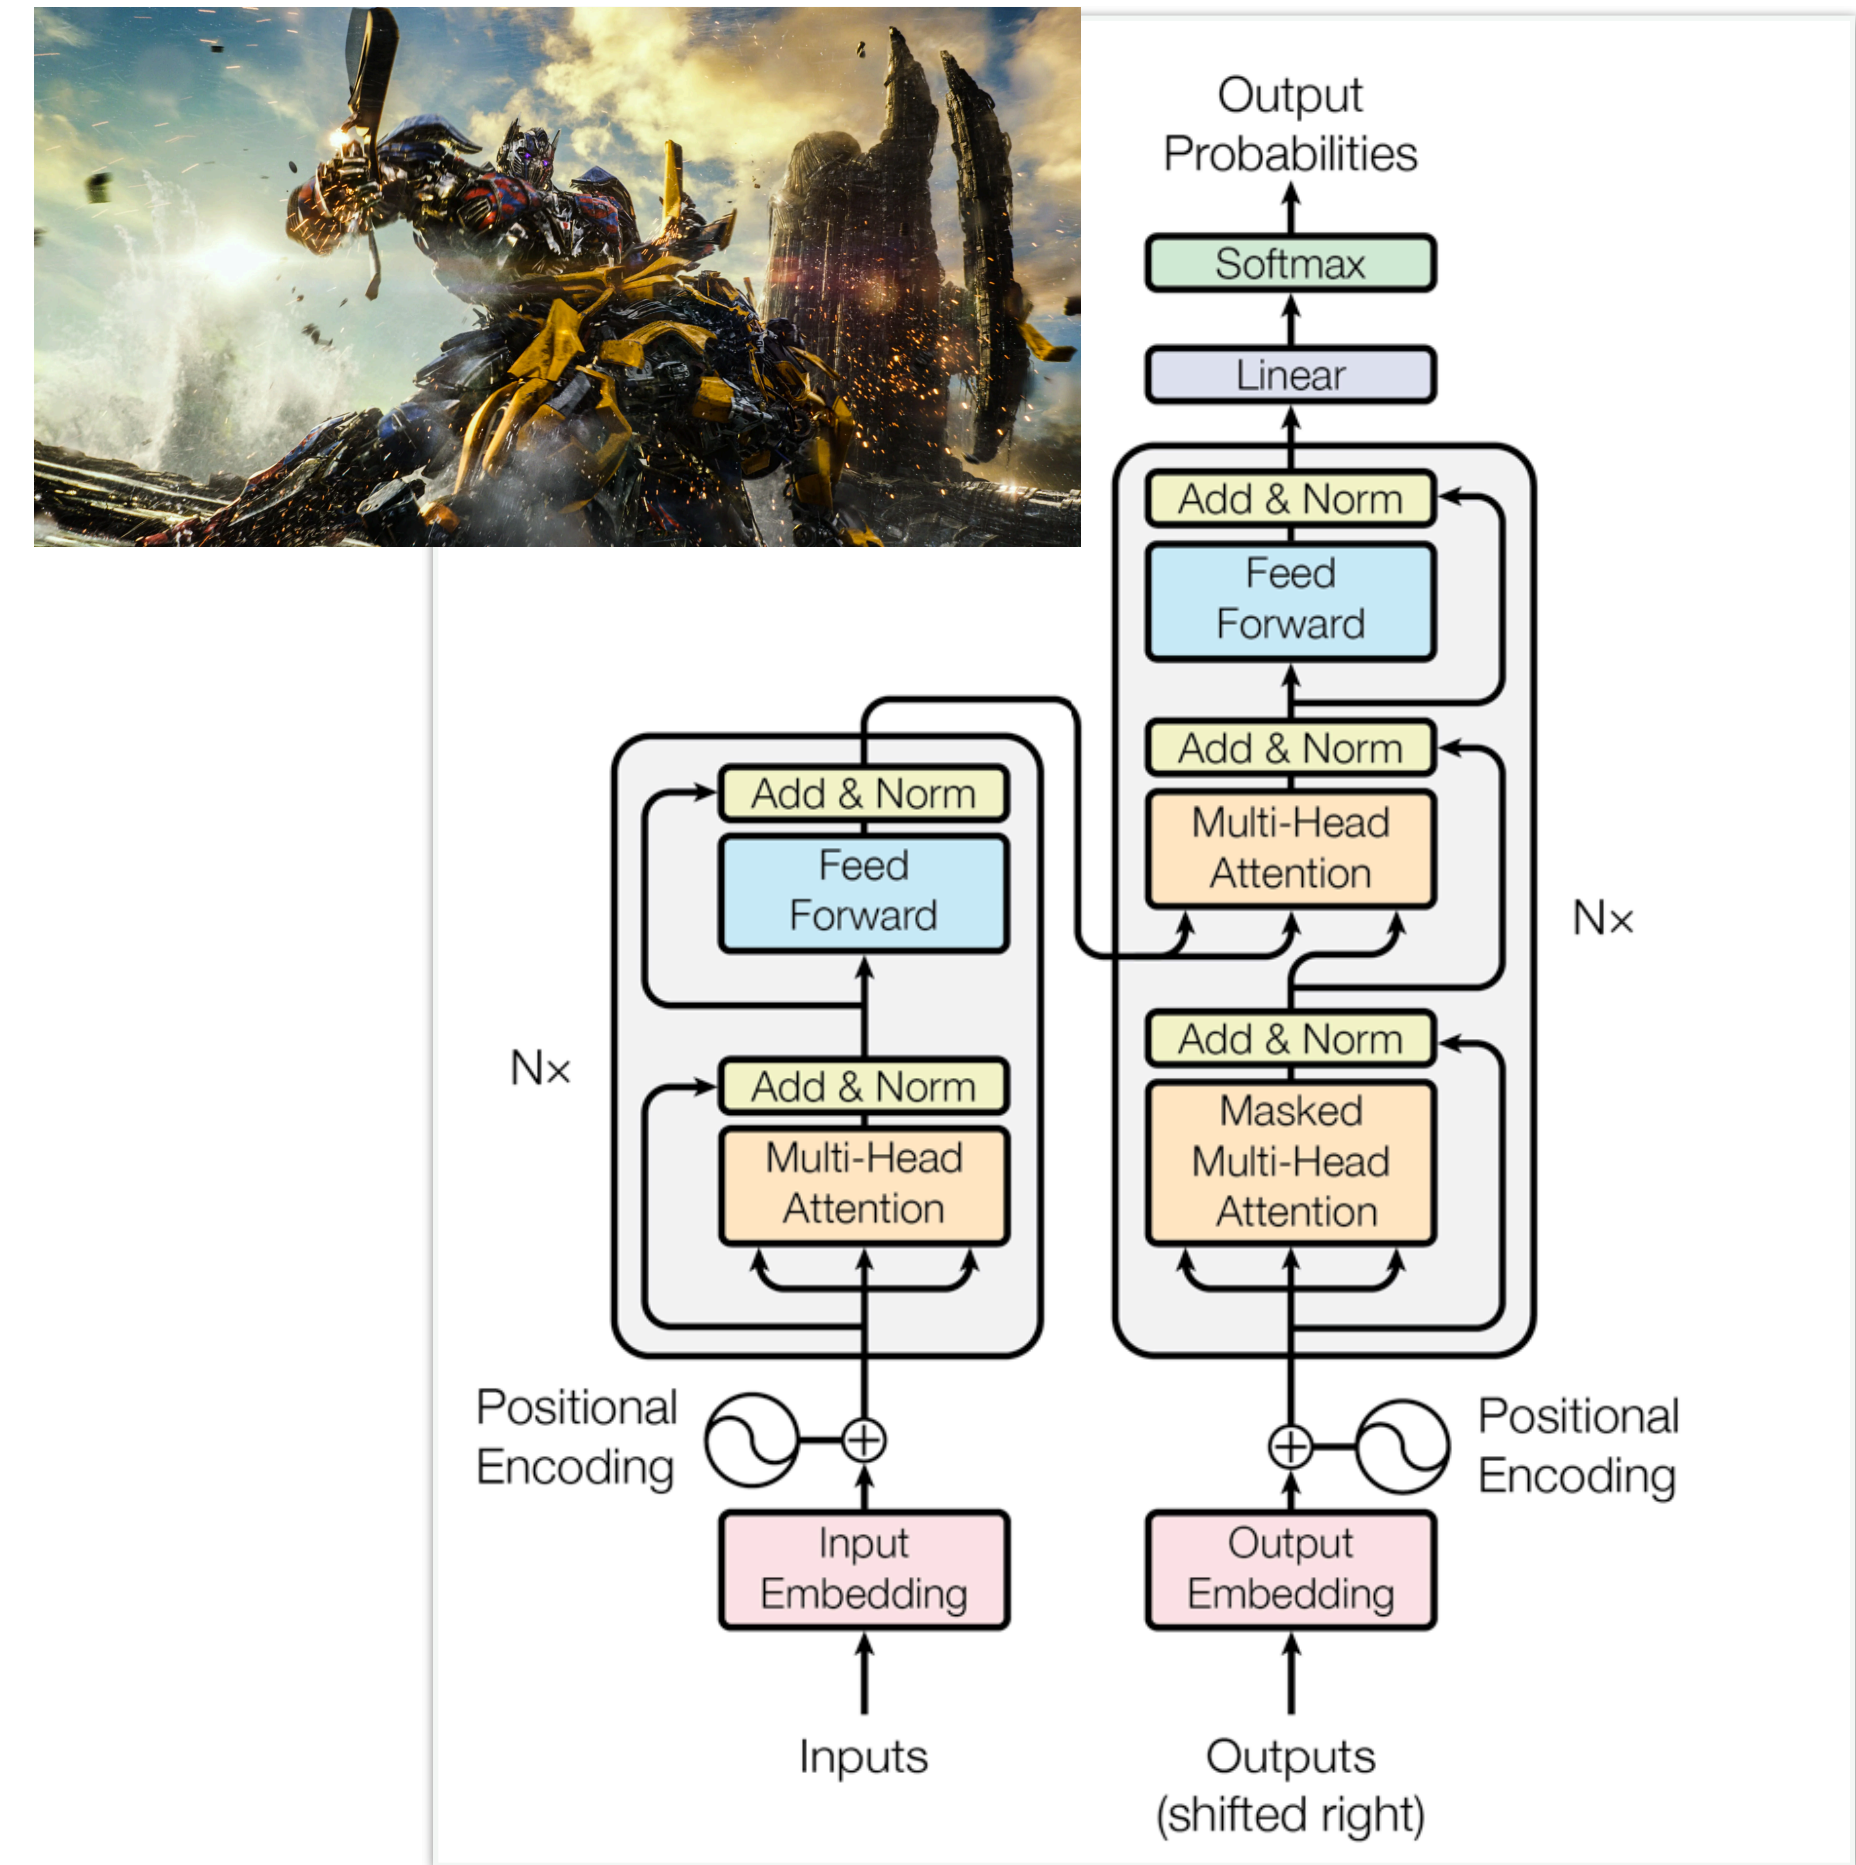 Output
Probabilities
Softmax
Linear
Add & Norm
Feed
Forward
Add & Norm
Multi-Head
Attention
Nx
Add & Norm
Masked
Multi-Head
Attention
Add & Norm
Feed
Forward
Nx
Add & Norm
Multi-Head
Attention
Positional
Encoding
Positional
Encoding
Input
Embedding
Output
Embedding
Inputs
Outputs
(shifted right)